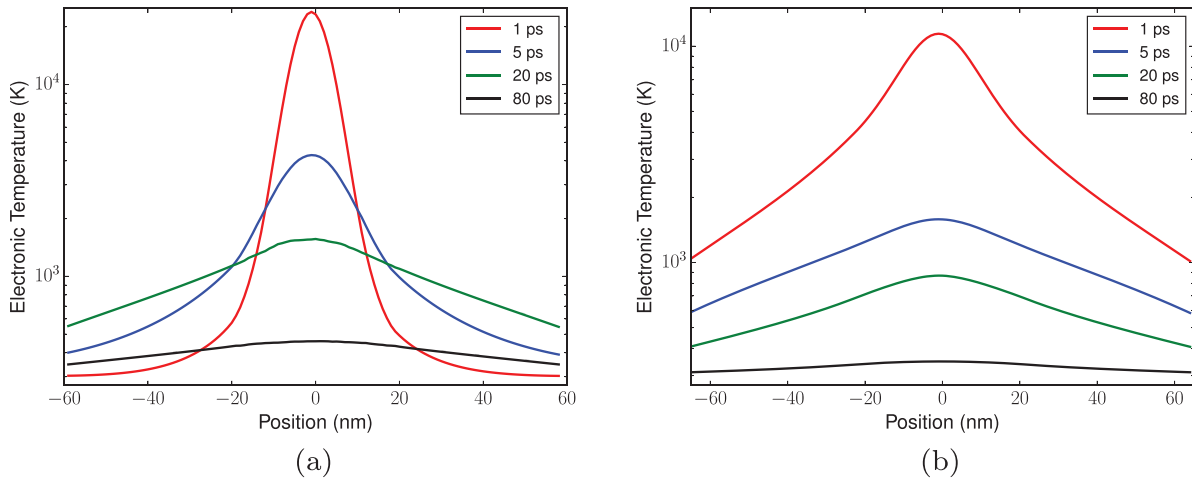 1 ps
5 ps
20 ps
80 ps
10^4
10^3
Electronic Temperature (K)
−60
−40
−20
0
20
40
60
Position (nm)
(a)
1 ps
5 ps
20 ps
80 ps
10^4
10^3
Electronic Temperature (K)
−60
−40
−20
0
20
40
60
Position (nm)
(b)